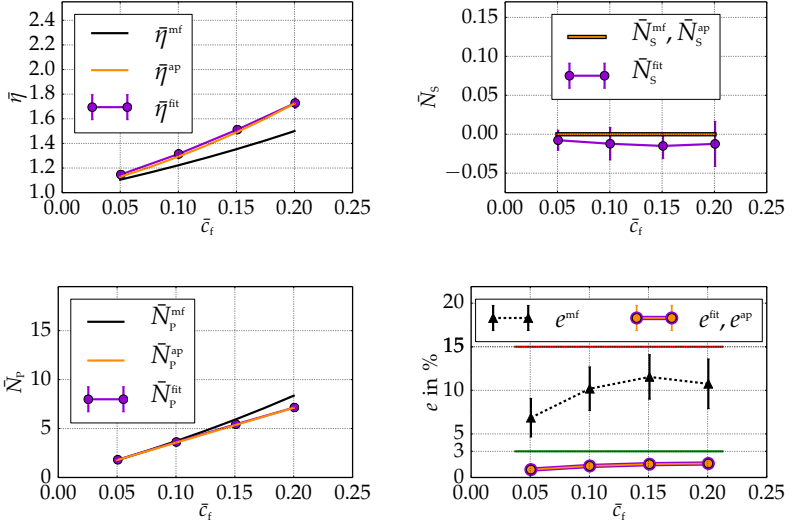 2.4
2.2
2.0
1.8
1.6
1.4
1.2
1.0
η̄
η̄ᵐᶠ
η̄ᵃᵖ
η̄ᶠⁱᵗ
0.00 0.05 0.10 0.15 0.20 0.25
c̄_f
0.15
0.10
0.05
0.00
−0.05
N̄_S
N̄_S^mf, N̄_S^ap
N̄_S^fit
0.00 0.05 0.10 0.15 0.20 0.25
c̄_f
15
10
5
0
N̄_P
N̄_P^mf
N̄_P^ap
N̄_P^fit
0.00 0.05 0.10 0.15 0.20 0.25
c̄_f
20
15
10
5
3
0
e in %
e^mf
e^fit, e^ap
0.00 0.05 0.10 0.15 0.20 0.25
c̄_f